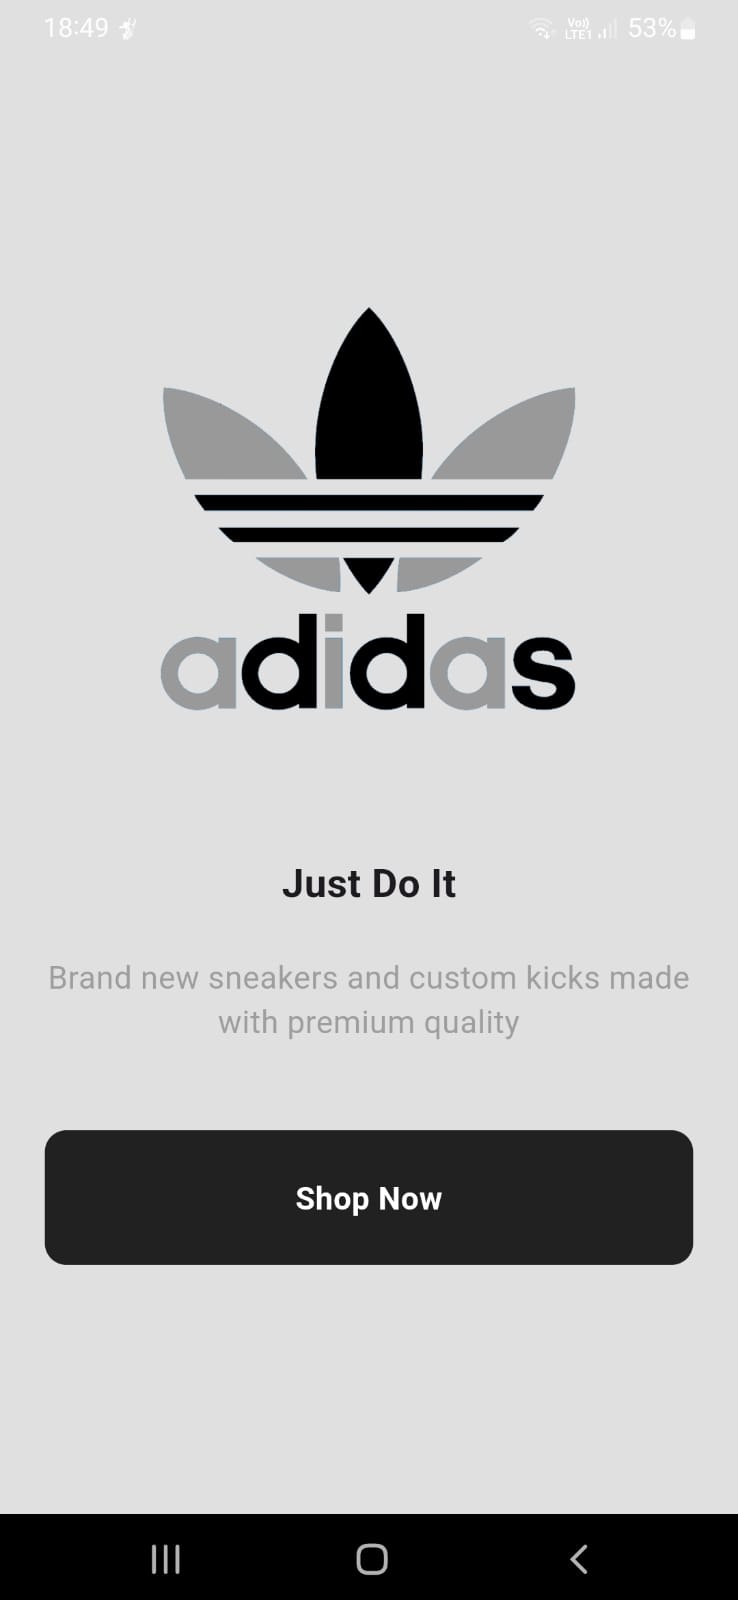 18:49 Vo) LTE1 53%
adidas
Just Do It
Brand new sneakers and custom kicks made
with premium quality
Shop Now